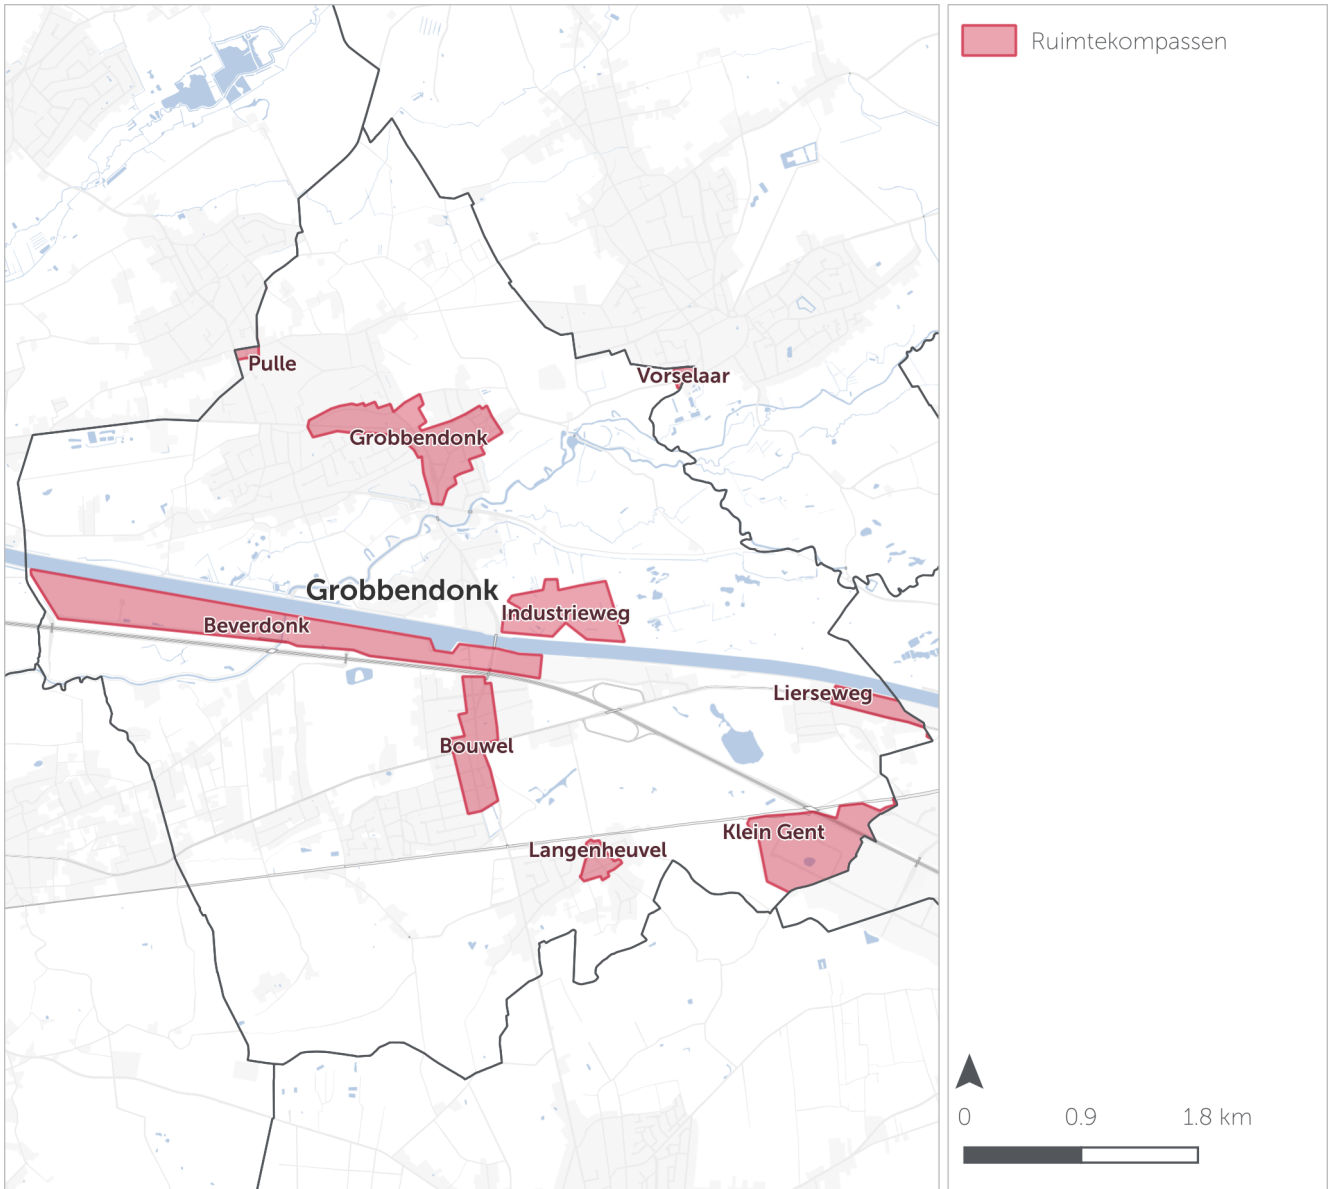 Ruimtekompassen
Pulle
Vorselaar
Grobbendonk
Grobbendonk
Industrieweg
Beverdonk
Lierseweg
Bouwel
Klein Gent
Langenheuvel
0 0.9 1.8 km